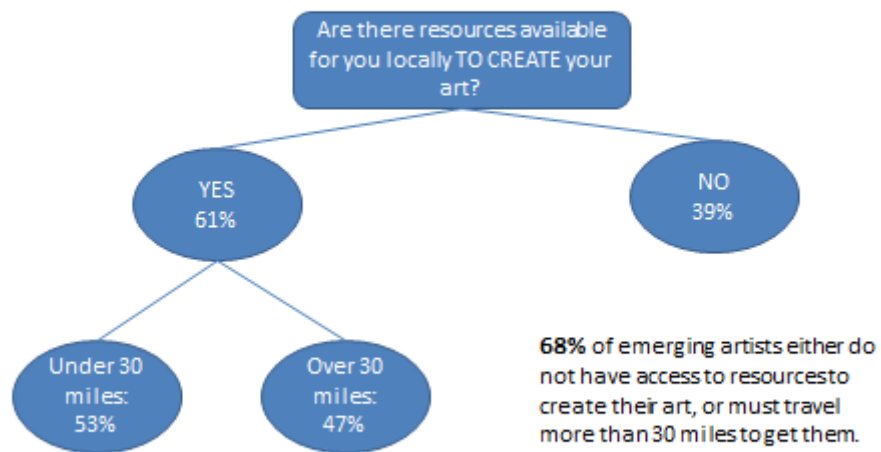 Are there resources available
for you locally TO CREATE your
art?
YES
61%
NO
39%
Under 30
miles:
53%
Over 30
miles:
47%
68% of emerging artists either do
not have access to resources to
create their art, or must travel
more than 30 miles to get them.